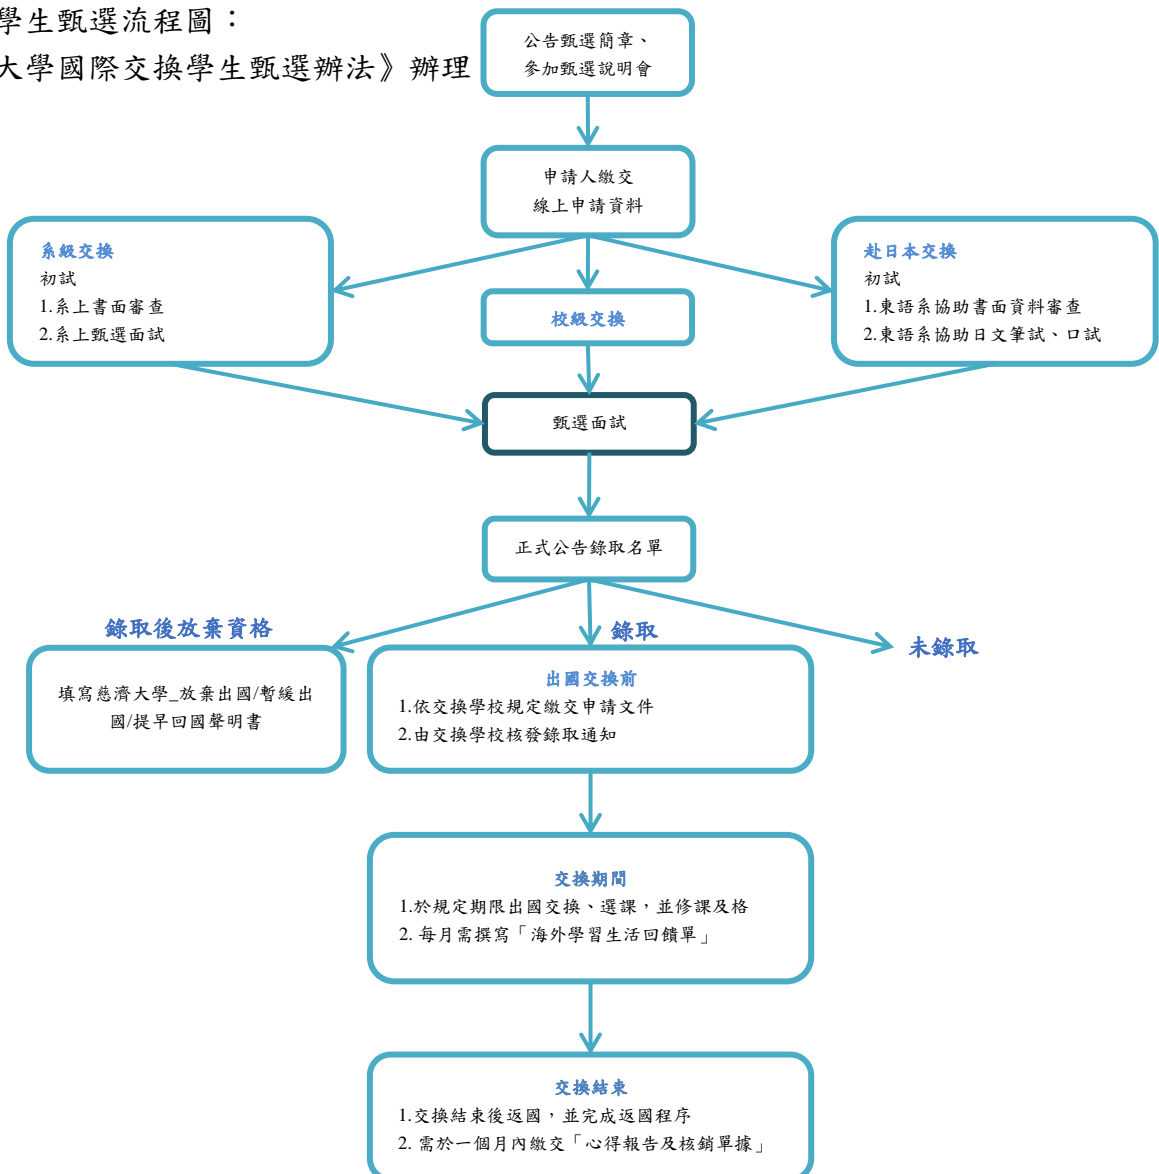 學生甄選流程圖：
大學國際交換學生甄選辦法》辦理
公告甄選簡章、
參加甄選說明會
申請人繳交
線上申請資料
系級交換
初試
1.系上書面審查
2.系上甄選面試
校級交換
赴日本交換
初試
1.東語系協助書面資料審查
2.東語系協助日文筆試、口試
甄選面試
正式公告錄取名單
錄取後放棄資格
錄取
未錄取
填寫慈濟大學_放棄出國/暫緩出
國/提早回國聲明書
出國交換前
1.依交換學校規定繳交申請文件
2.由交換學校核發錄取通知
交換期間
1.於規定期限出國交換、選課，並修課及格
2. 每月需撰寫「海外學習生活回饋單」
交換結束
1.交換結束後返國，並完成返國程序
2. 需於一個月內繳交「心得報告及核銷單據」